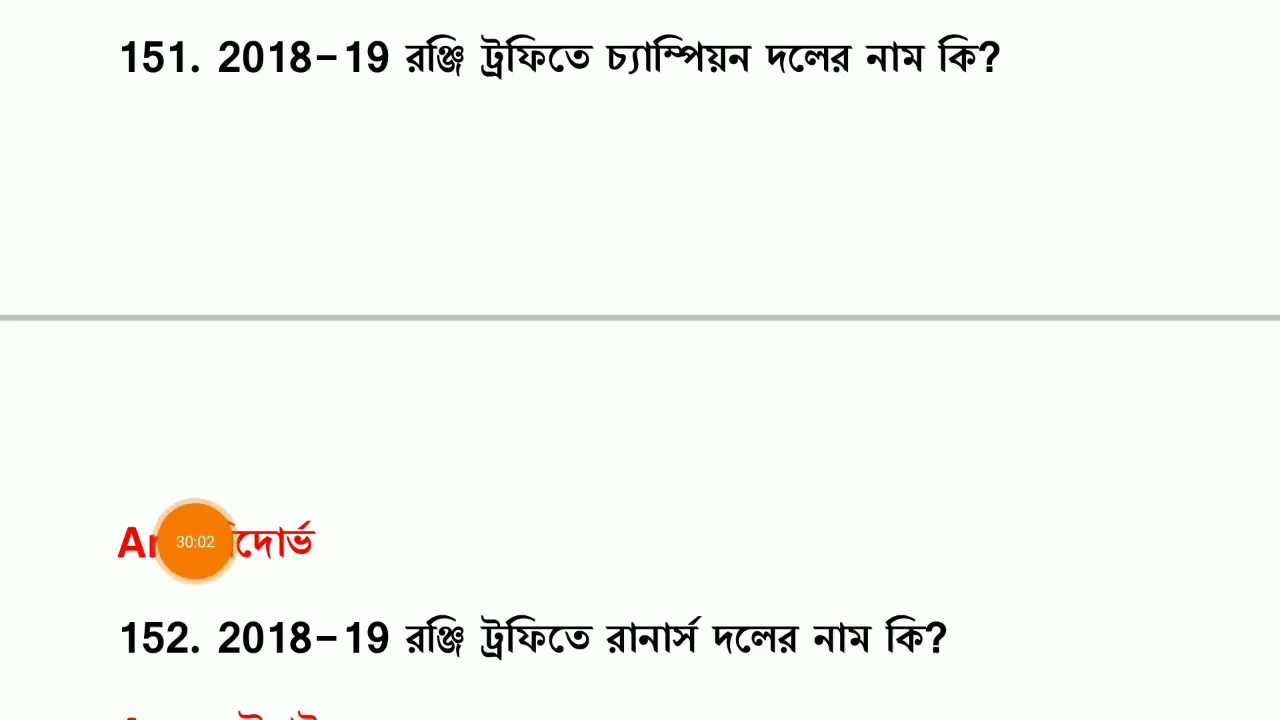 151. 2018-19 রঞ্জি ট্রফিতে চ্যাম্পিয়ন দলের নাম কি?
30:02
152. 2018-19 রঞ্জি ট্রফিতে রানার্স দলের নাম কি?